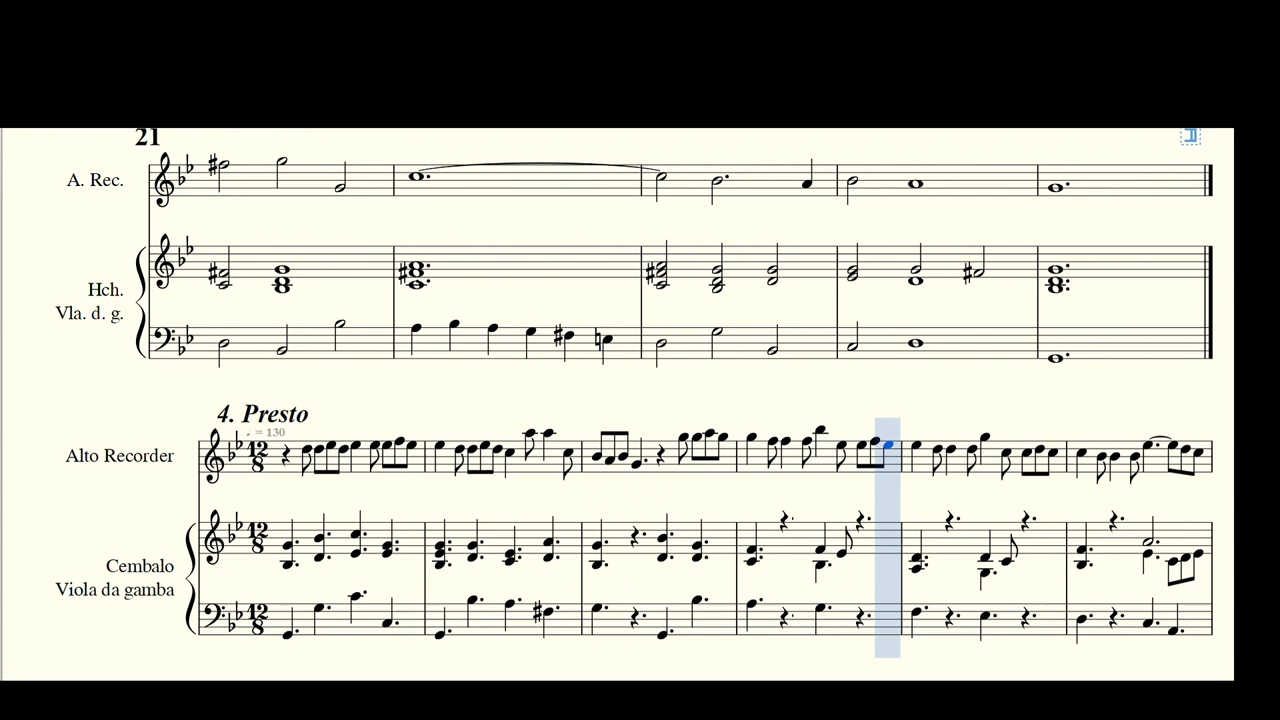 21
A. Rec.
Hch.
Vla. d. g.
4. Presto
♩. = 130
Alto Recorder
12
8
Cembalo
Viola da gamba
12
8
12
8